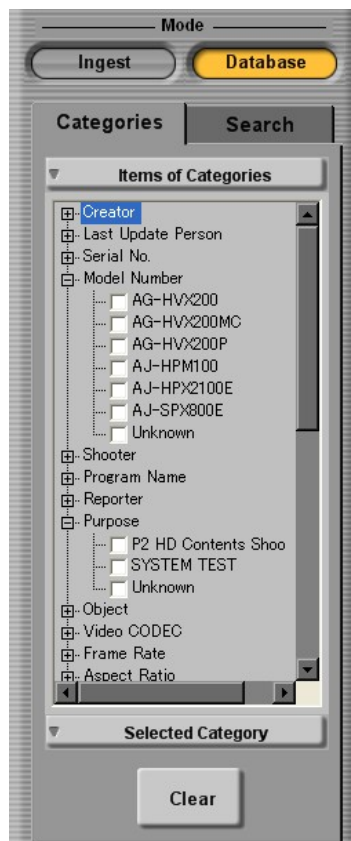 Mode
Ingest Database
Categories Search
Items of Categories
Creator
Last Update Person
Serial No.
Model Number
AG-HVX200
AG-HVX200MC
AG-HVX200P
AJ-HPM100
AJ-HPX2100E
AJ-SPX800E
Unknown
Shooter
Program Name
Reporter
Purpose
P2 HD Contents Shoo
SYSTEM TEST
Unknown
Object
Video CODEC
Frame Rate
Aspect Ratio
Selected Category
Clear